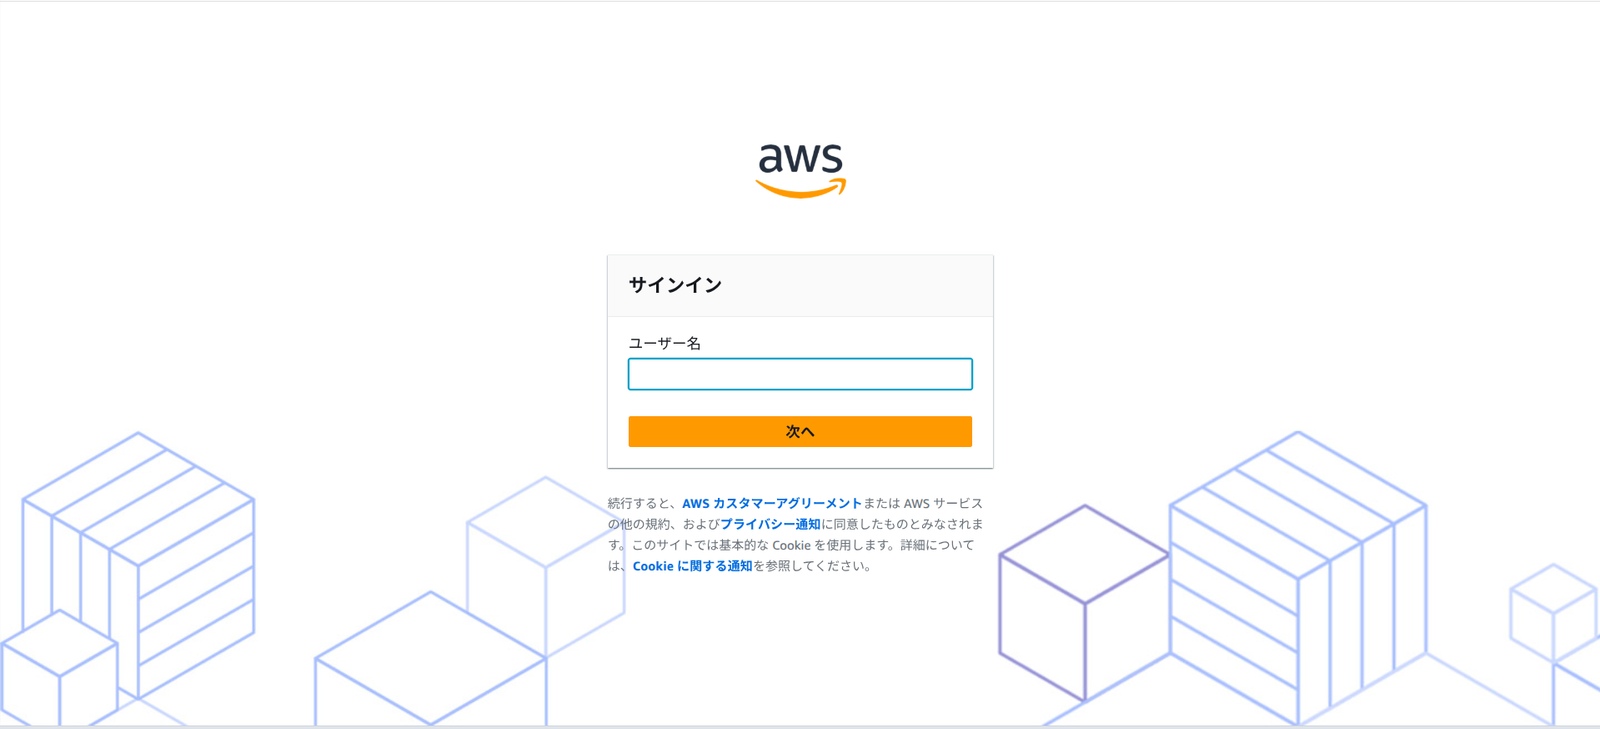 aws
サインイン
ユーザー名
次へ
続行すると、AWS カスタマーアグリーメントまたは AWS サービス
の他の規約、およびプライバシー通知に同意したものとみなされま
す。このサイトでは基本的な Cookie を使用します。詳細について
は、Cookie に関する通知を参照してください。